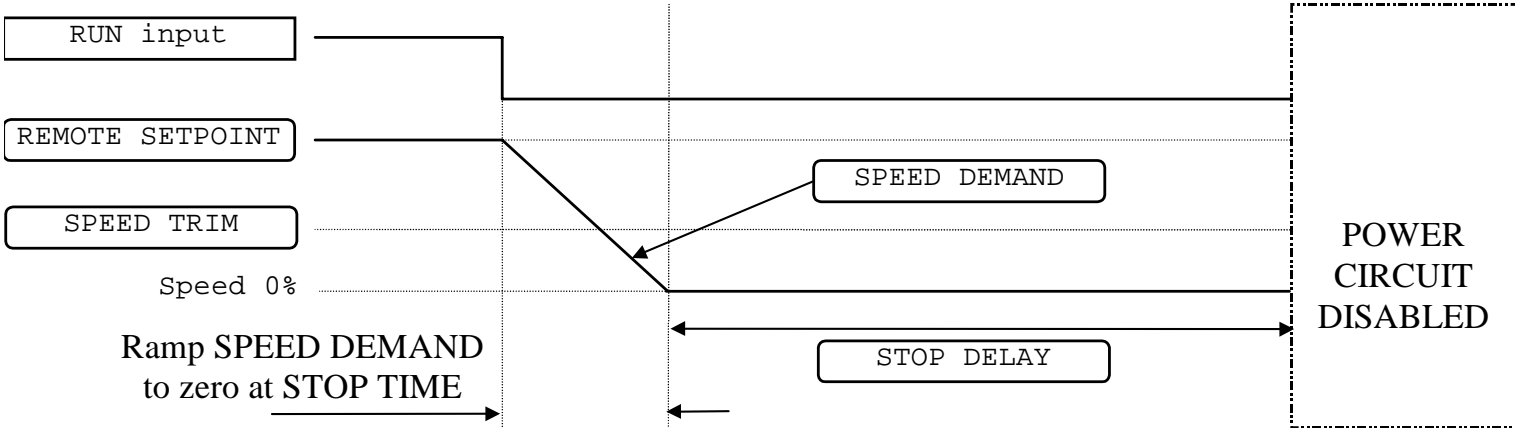 RUN input
REMOTE SETPOINT
SPEED DEMAND
SPEED TRIM
POWER
CIRCUIT
DISABLED
Speed 0%
Ramp SPEED DEMAND
to zero at STOP TIME
STOP DELAY